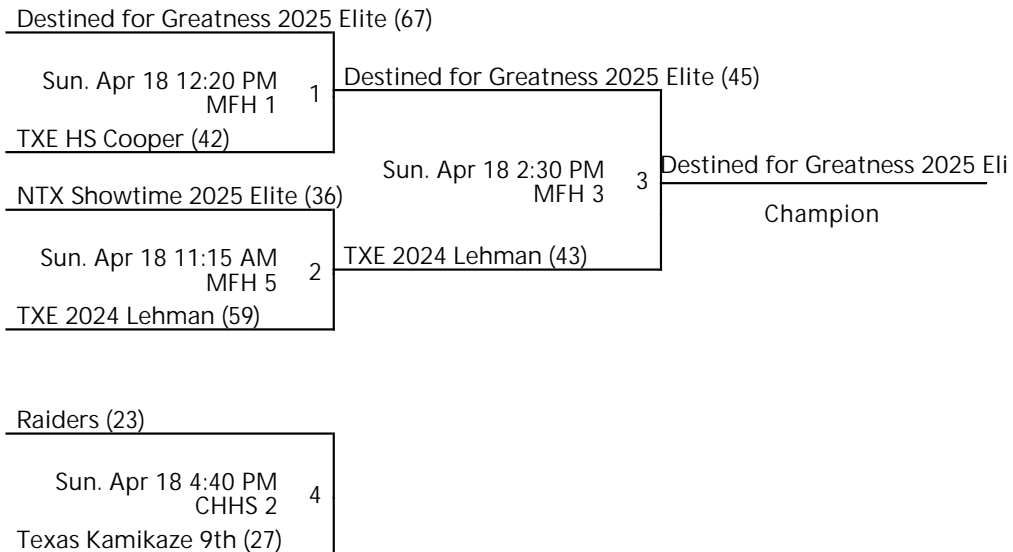 Destined for Greatness 2025 Elite (67)
Sun. Apr 18 12:20 PM
MFH 1
1
TXE HS Cooper (42)
Destined for Greatness 2025 Elite (45)
NTX Showtime 2025 Elite (36)
Sun. Apr 18 11:15 AM
MFH 5
2
TXE 2024 Lehman (59)
Sun. Apr 18 2:30 PM
MFH 3
3
TXE 2024 Lehman (43)
Destined for Greatness 2025 Eli
Champion
Raiders (23)
Sun. Apr 18 4:40 PM
CHHS 2
4
Texas Kamikaze 9th (27)